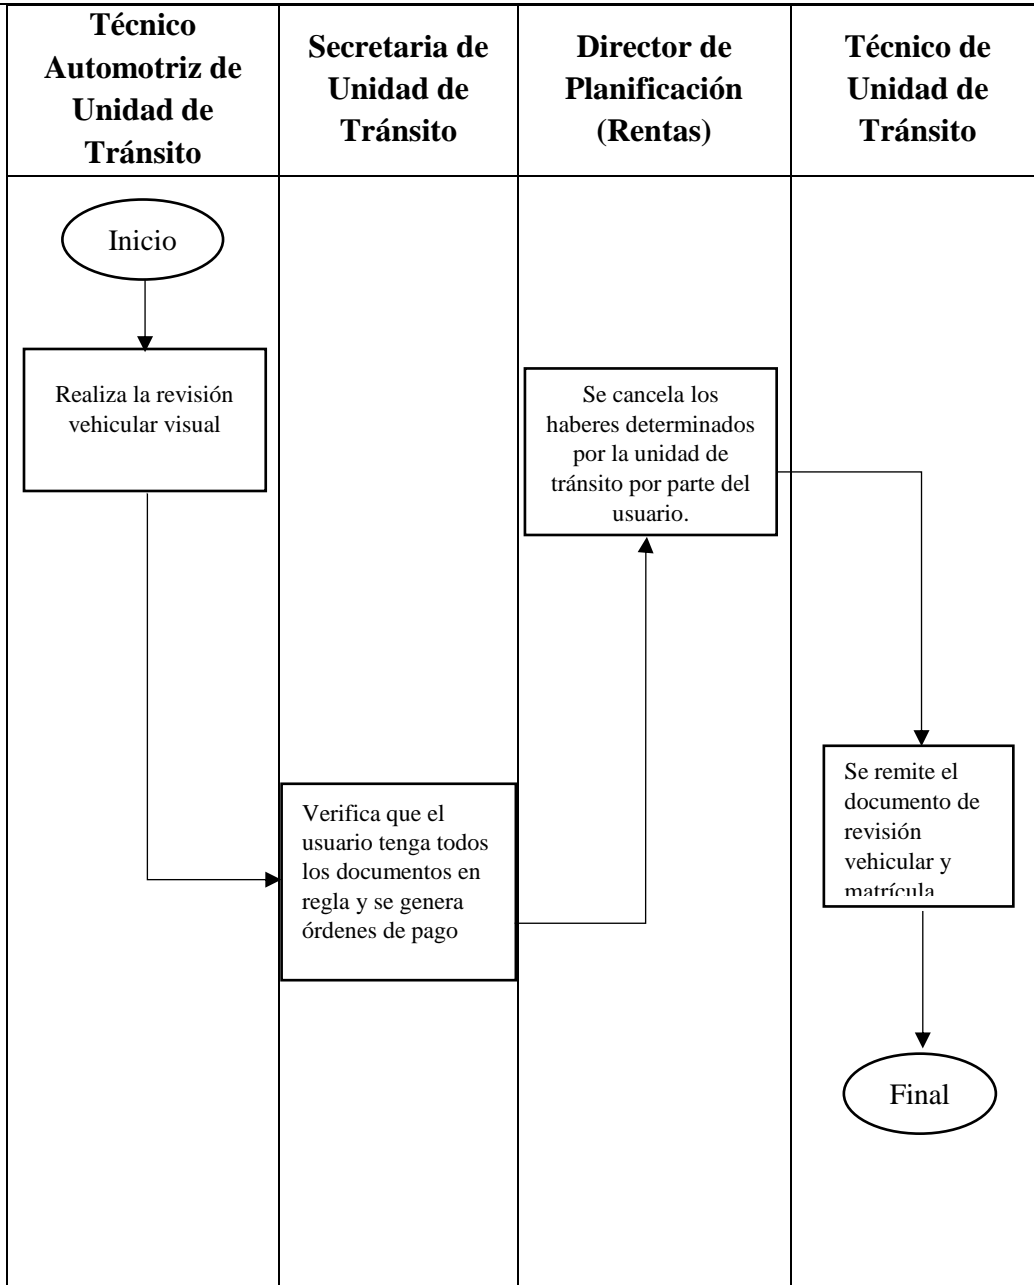 Técnico
Automotriz de
Unidad de
Tránsito
Secretaria de
Unidad de
Tránsito
Director de
Planificación
(Rentas)
Técnico de
Unidad de
Tránsito
Inicio
Realiza la revisión
vehicular visual
Verifica que el
usuario tenga todos
los documentos en
regla y se genera
órdenes de pago
Se cancela los
haberes determinados
por la unidad de
tránsito por parte del
usuario.
Se remite el
documento de
revisión
vehicular y
matrícula
Final